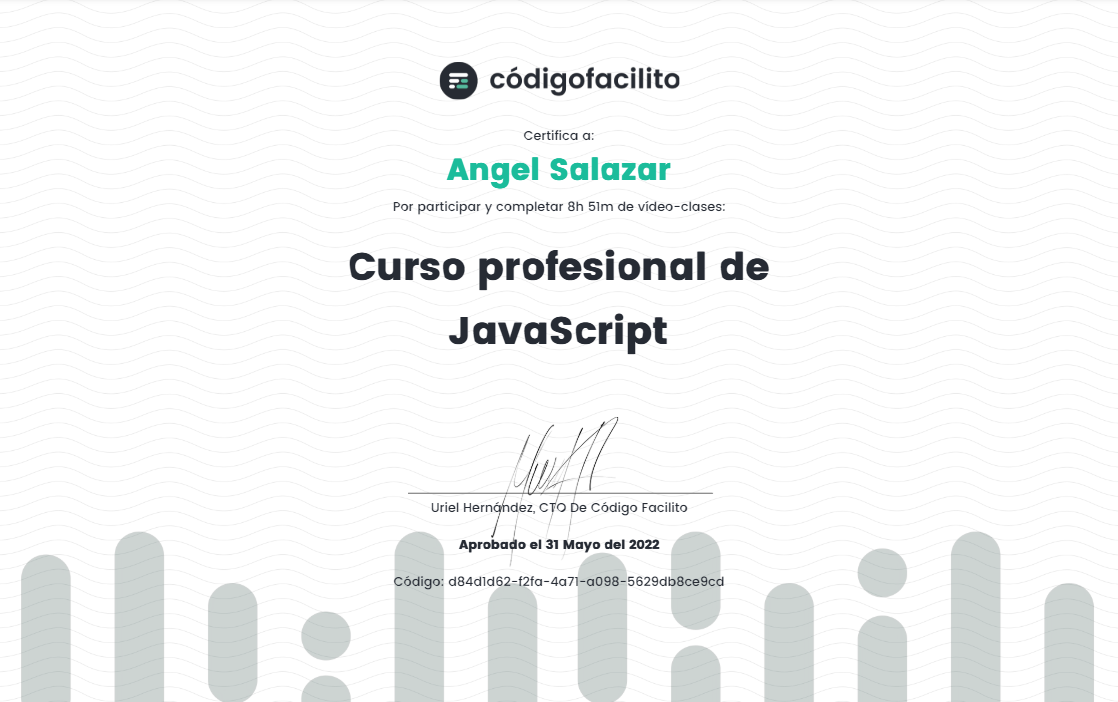 códigofacilito
Certifica a:
Angel Salazar
Por participar y completar 8h 51m de vídeo-clases:
Curso profesional de
JavaScript
Uriel Hernández, CTO De Código Facilito
Aprobado el 31 Mayo del 2022
Código: d84d1d62-f2fa-4a71-a098-5629db8ce9cd